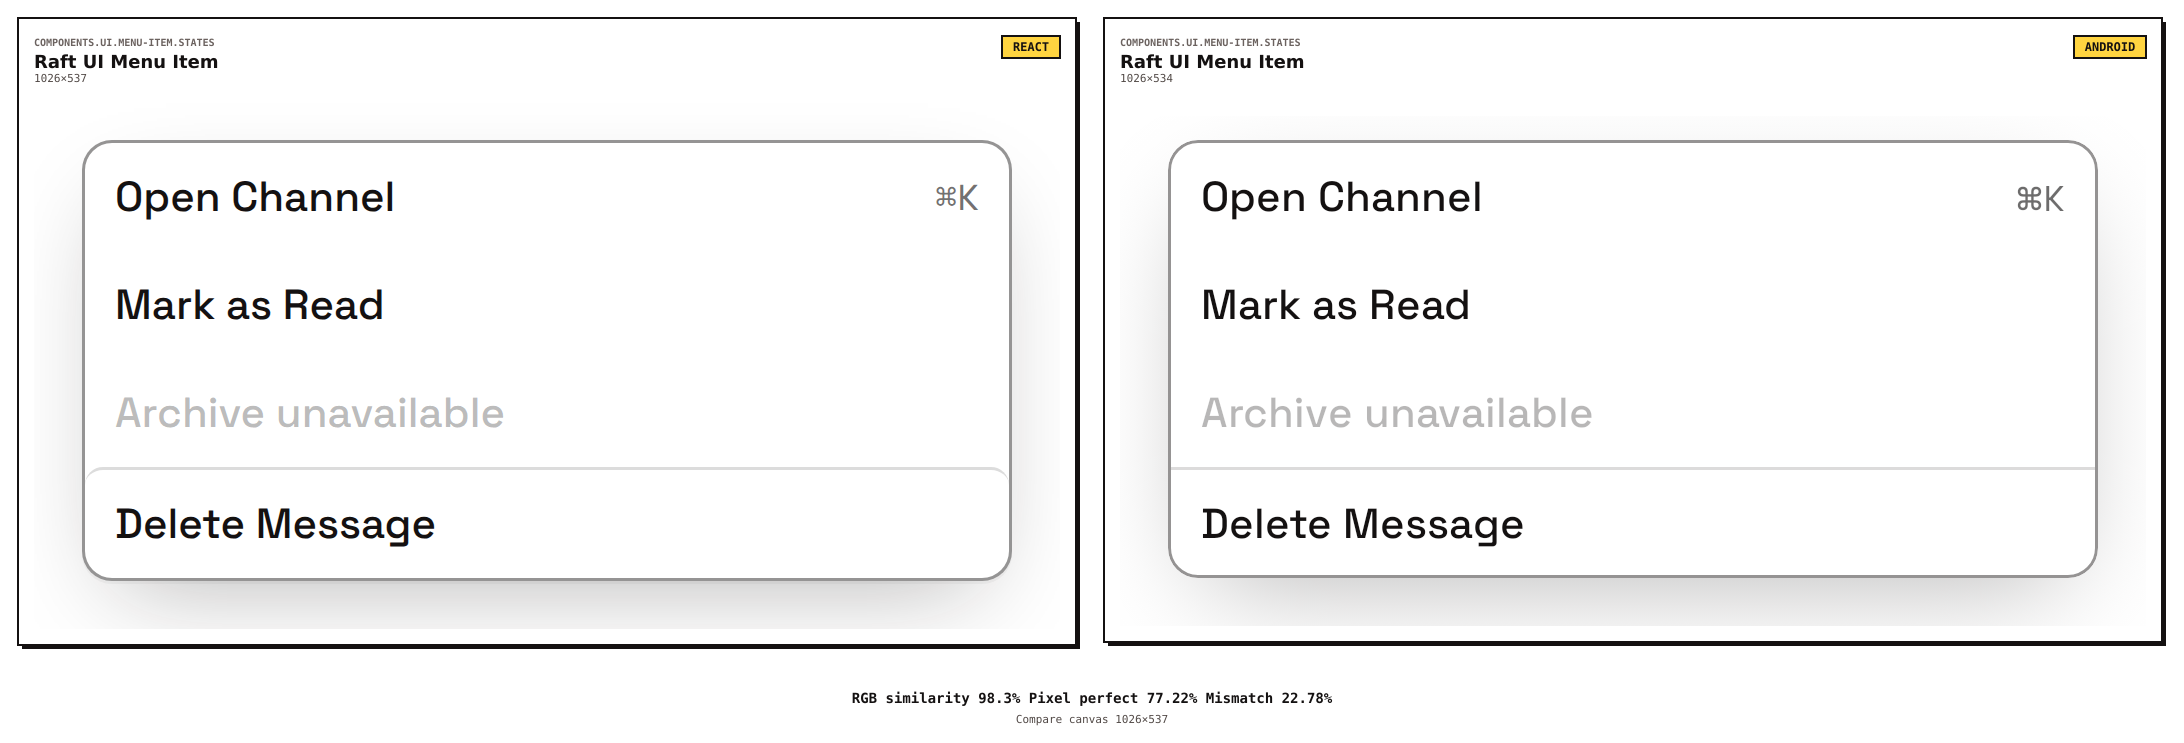 COMPONENTS.UI.MENU-ITEM.STATES
Raft UI Menu Item
1026×537
REACT
Open Channel ⌘K
Mark as Read
Archive unavailable
Delete Message
COMPONENTS.UI.MENU-ITEM.STATES
Raft UI Menu Item
1026×534
ANDROID
Open Channel ⌘K
Mark as Read
Archive unavailable
Delete Message
RGB similarity 98.3% Pixel perfect 77.22% Mismatch 22.78%
Compare canvas 1026×537